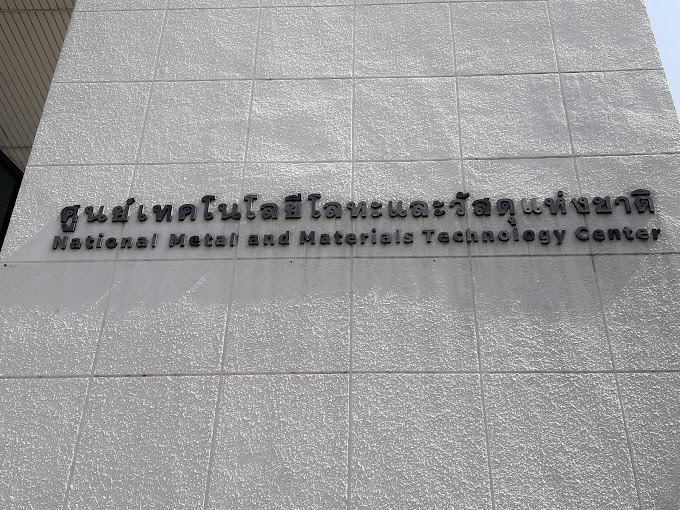 ศูนย์เทคโนโลยีโลหะและวัสดุแห่งชาติ
National Metal and Materials Technology Center